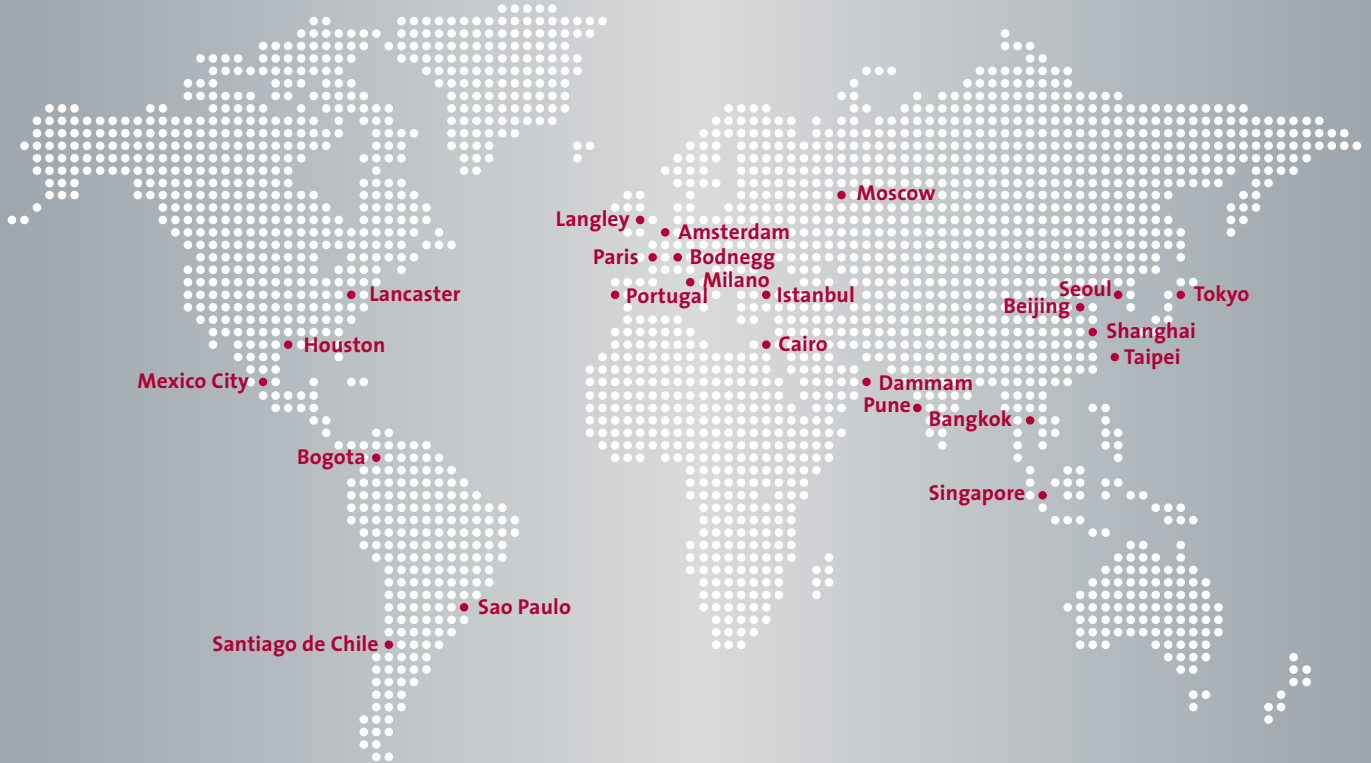 Moscow
Langley
Amsterdam
Paris
Bodnegg
Milano
Portugal
Istanbul
Lancaster
Seoul
Tokyo
Beijing
Shanghai
Houston
Cairo
Taipei
Mexico City
Dammam
Pune
Bangkok
Bogota
Singapore
Sao Paulo
Santiago de Chile